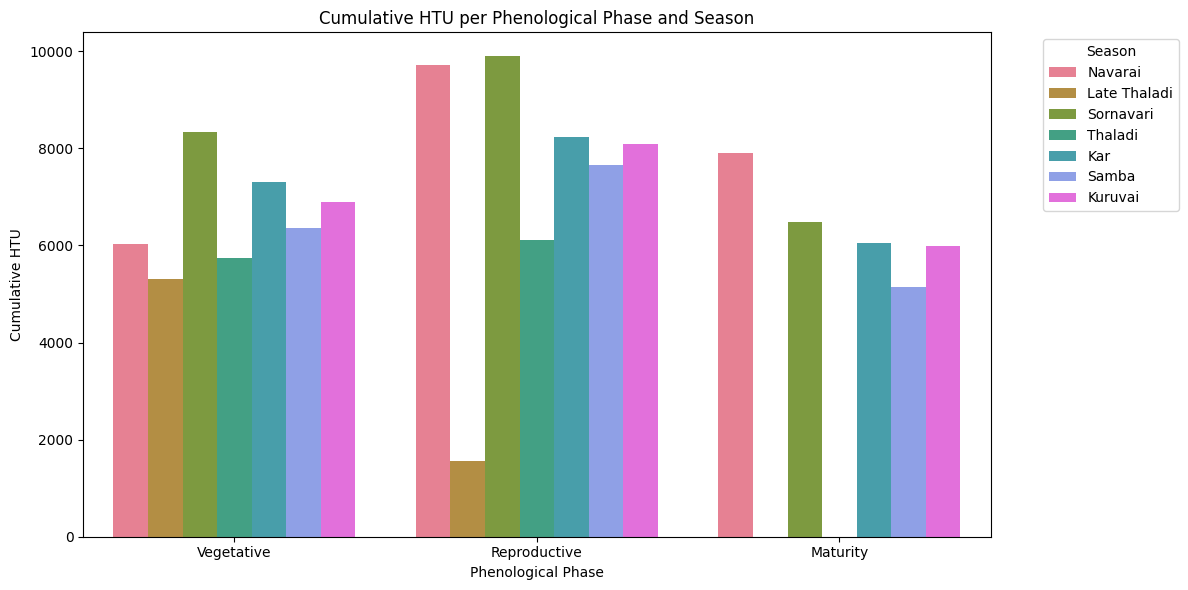 Cumulative HTU per Phenological Phase and Season
Cumulative HTU
10000
8000
6000
4000
2000
0
Vegetative
Reproductive
Maturity
Phenological Phase
Season
Navarai
Late Thaladi
Sornavari
Thaladi
Kar
Samba
Kuruvai